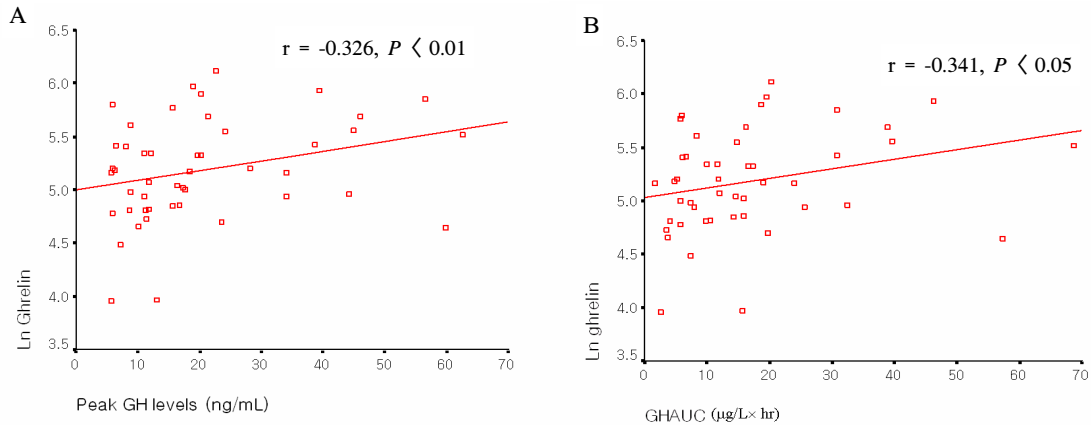 A
r = -0.326, P〈 0.01
6.5
6.0
5.5
5.0
4.5
4.0
3.5
Ln Ghrelin
0 10 20 30 40 50 60 70
Peak GH levels (ng/mL)
B
r = -0.341, P〈 0.05
6.5
6.0
5.5
5.0
4.5
4.0
3.5
Ln ghrelin
0 10 20 30 40 50 60 70
GHAUC (μg/L× hr)